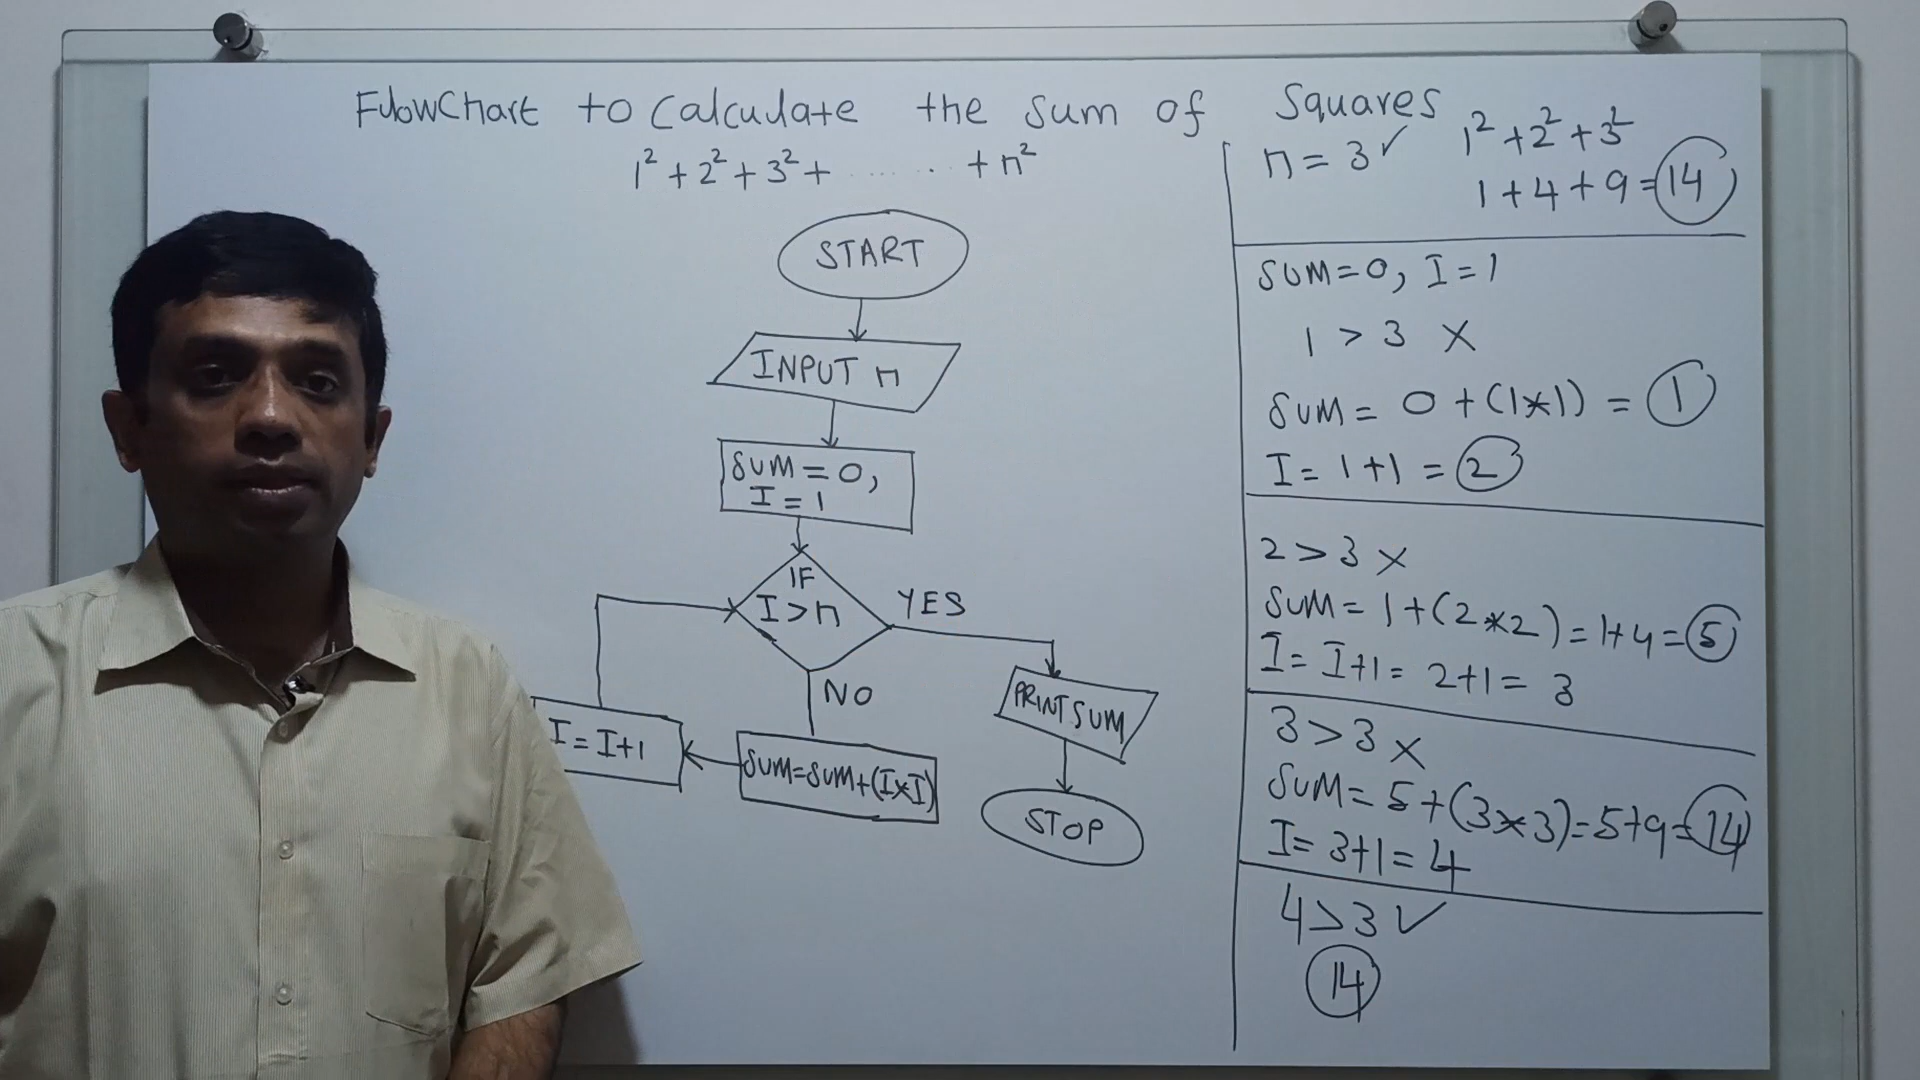 FlowChart to Calculate the Sum of Squares
1² + 2² + 3² + ....... + n²
START
INPUT n
SUM = 0,
I = 1
IF
I > n
YES
NO
PRINT SUM
STOP
SUM=SUM+(I*I)
I = I+1
n = 3 ✓
1² + 2² + 3²
1 + 4 + 9 = 14
SUM = 0, I = 1
1 > 3 X
SUM = 0 + (1*1) = 1
I = 1 + 1 = 2
2 > 3 X
SUM = 1 + (2*2) = 1+4 = 5
I = I+1 = 2+1 = 3
3 > 3 X
SUM = 5 + (3*3) = 5+9 = 14
I = 3+1 = 4
4 > 3 ✓
14